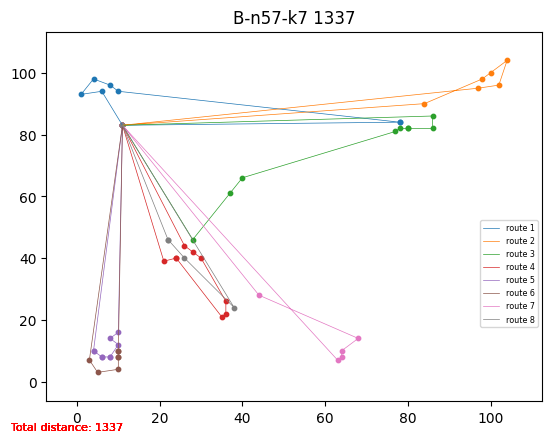 B-n57-k7 1337
100
80
60
40
20
0
route 1
route 2
route 3
route 4
route 5
route 6
route 7
route 8
0 20 40 60 80 100
Total distance: 1337